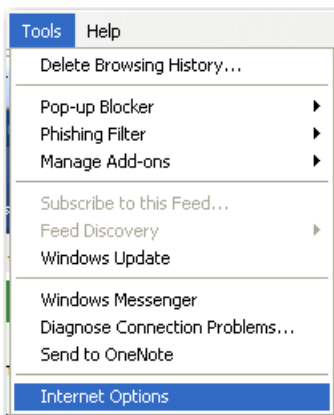 Tools Help
Delete Browsing History...
Pop-up Blocker
Phishing Filter
Manage Add-ons
Subscribe to this Feed...
Feed Discovery
Windows Update
Windows Messenger
Diagnose Connection Problems...
Send to OneNote
Internet Options